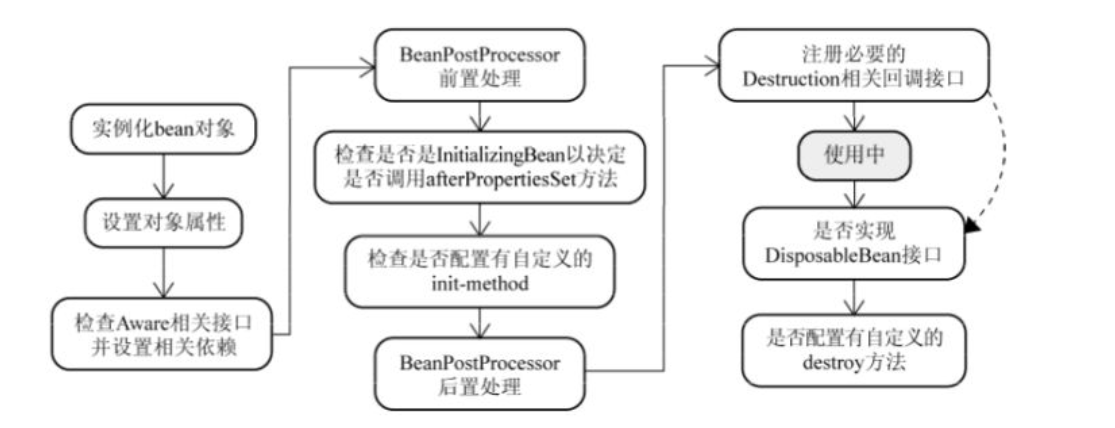 实例化bean对象
设置对象属性
检查Aware相关接口
并设置相关依赖
BeanPostProcessor
前置处理
检查是否是InitializingBean以决定
是否调用afterPropertiesSet方法
检查是否配置有自定义的
init-method
BeanPostProcessor
后置处理
注册必要的
Destruction相关回调接口
使用中
是否实现
DisposableBean接口
是否配置有自定义的
destroy方法